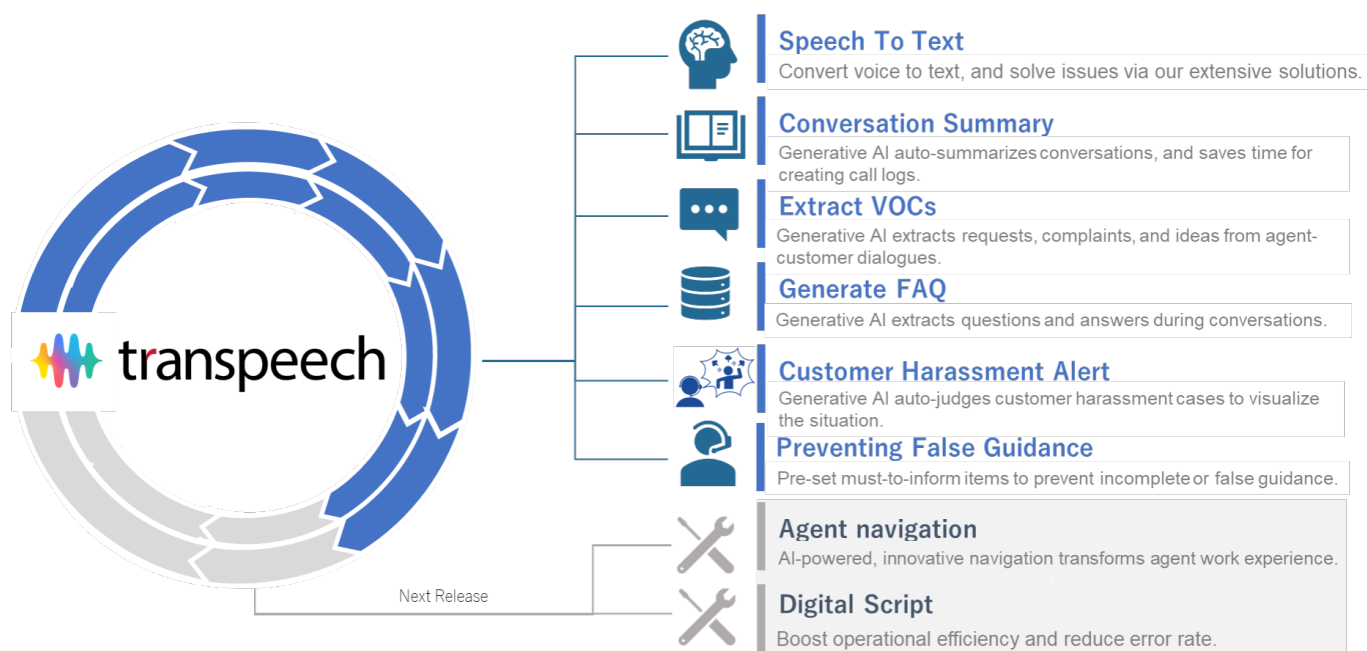 transpeech
Speech To Text
Convert voice to text, and solve issues via our extensive solutions.
Conversation Summary
Generative AI auto-summarizes conversations, and saves time for
creating call logs.
Extract VOCs
Generative AI extracts requests, complaints, and ideas from agent-
customer dialogues.
Generate FAQ
Generative AI extracts questions and answers during conversations.
Customer Harassment Alert
Generative AI auto-judges customer harassment cases to visualize
the situation.
Preventing False Guidance
Pre-set must-to-inform items to prevent incomplete or false guidance.
Next Release
Agent navigation
AI-powered, innovative navigation transforms agent work experience.
Digital Script
Boost operational efficiency and reduce error rate.